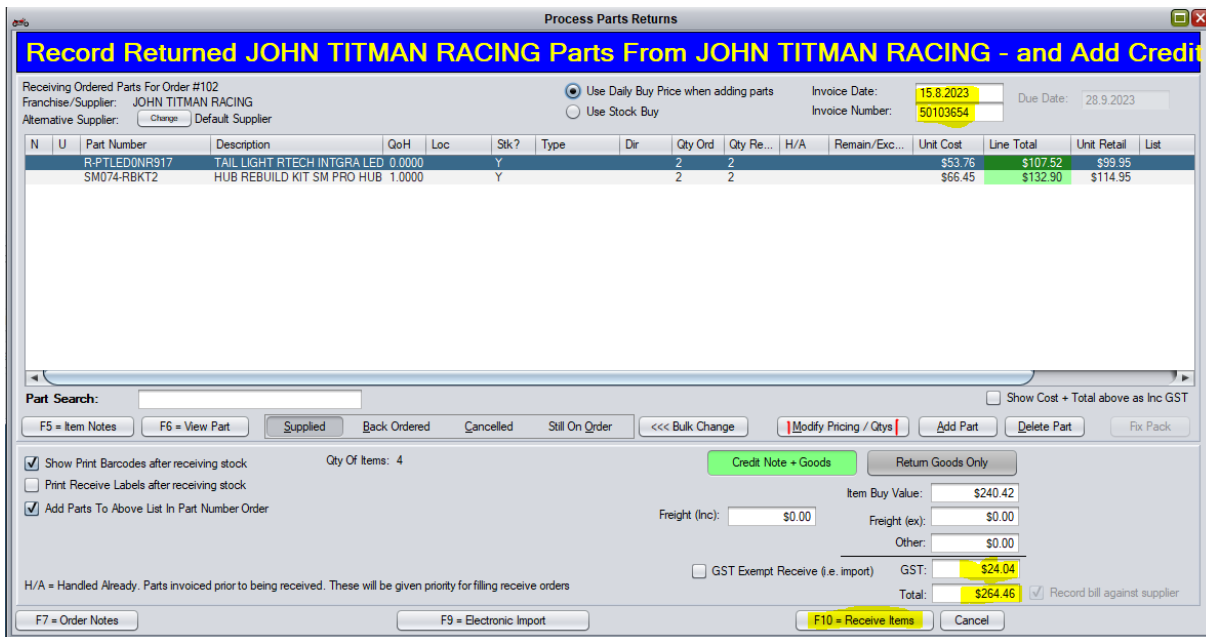 Process Parts Returns
Record Returned JOHN TITMAN RACING Parts From JOHN TITMAN RACING - and Add Credit
Receiving Ordered Parts For Order #102
Franchise/Supplier: JOHN TITMAN RACING
Alternative Supplier: Change Default Supplier
Use Daily Buy Price when adding parts
Use Stock Buy
Invoice Date: 15.8.2023 Due Date: 28.9.2023
Invoice Number: 50103654
N U Part Number Description QoH Loc Stk? Type Dir Qty Ord Qty Re... H/A Remain/Exc... Unit Cost Line Total Unit Retail List
R-PTLED0NR917 TAIL LIGHT RTECH INTGRA LED 0.0000 Y 2 2 $53.76 $107.52 $99.95
SM074-RBKT2 HUB REBUILD KIT SM PRO HUB 1.0000 Y 2 2 $66.45 $132.90 $114.95
Part Search: Show Cost + Total above as Inc GST
F5 = Item Notes F6 = View Part Supplied Back Ordered Cancelled Still On Order <<< Bulk Change Modify Pricing / Qtys Add Part Delete Part Fix Pack
Show Print Barcodes after receiving stock Qty Of Items: 4 Credit Note + Goods Return Goods Only
Print Receive Labels after receiving stock
Add Parts To Above List In Part Number Order
Item Buy Value: $240.42
Freight (Inc): $0.00 Freight (ex): $0.00
Other: $0.00
GST Exempt Receive (i.e. import) GST: $24.04
H/A = Handled Already. Parts invoiced prior to being received. These will be given priority for filling receive orders
Total: $264.46 Record bill against supplier
F7 = Order Notes F9 = Electronic Import F10 = Receive Items Cancel